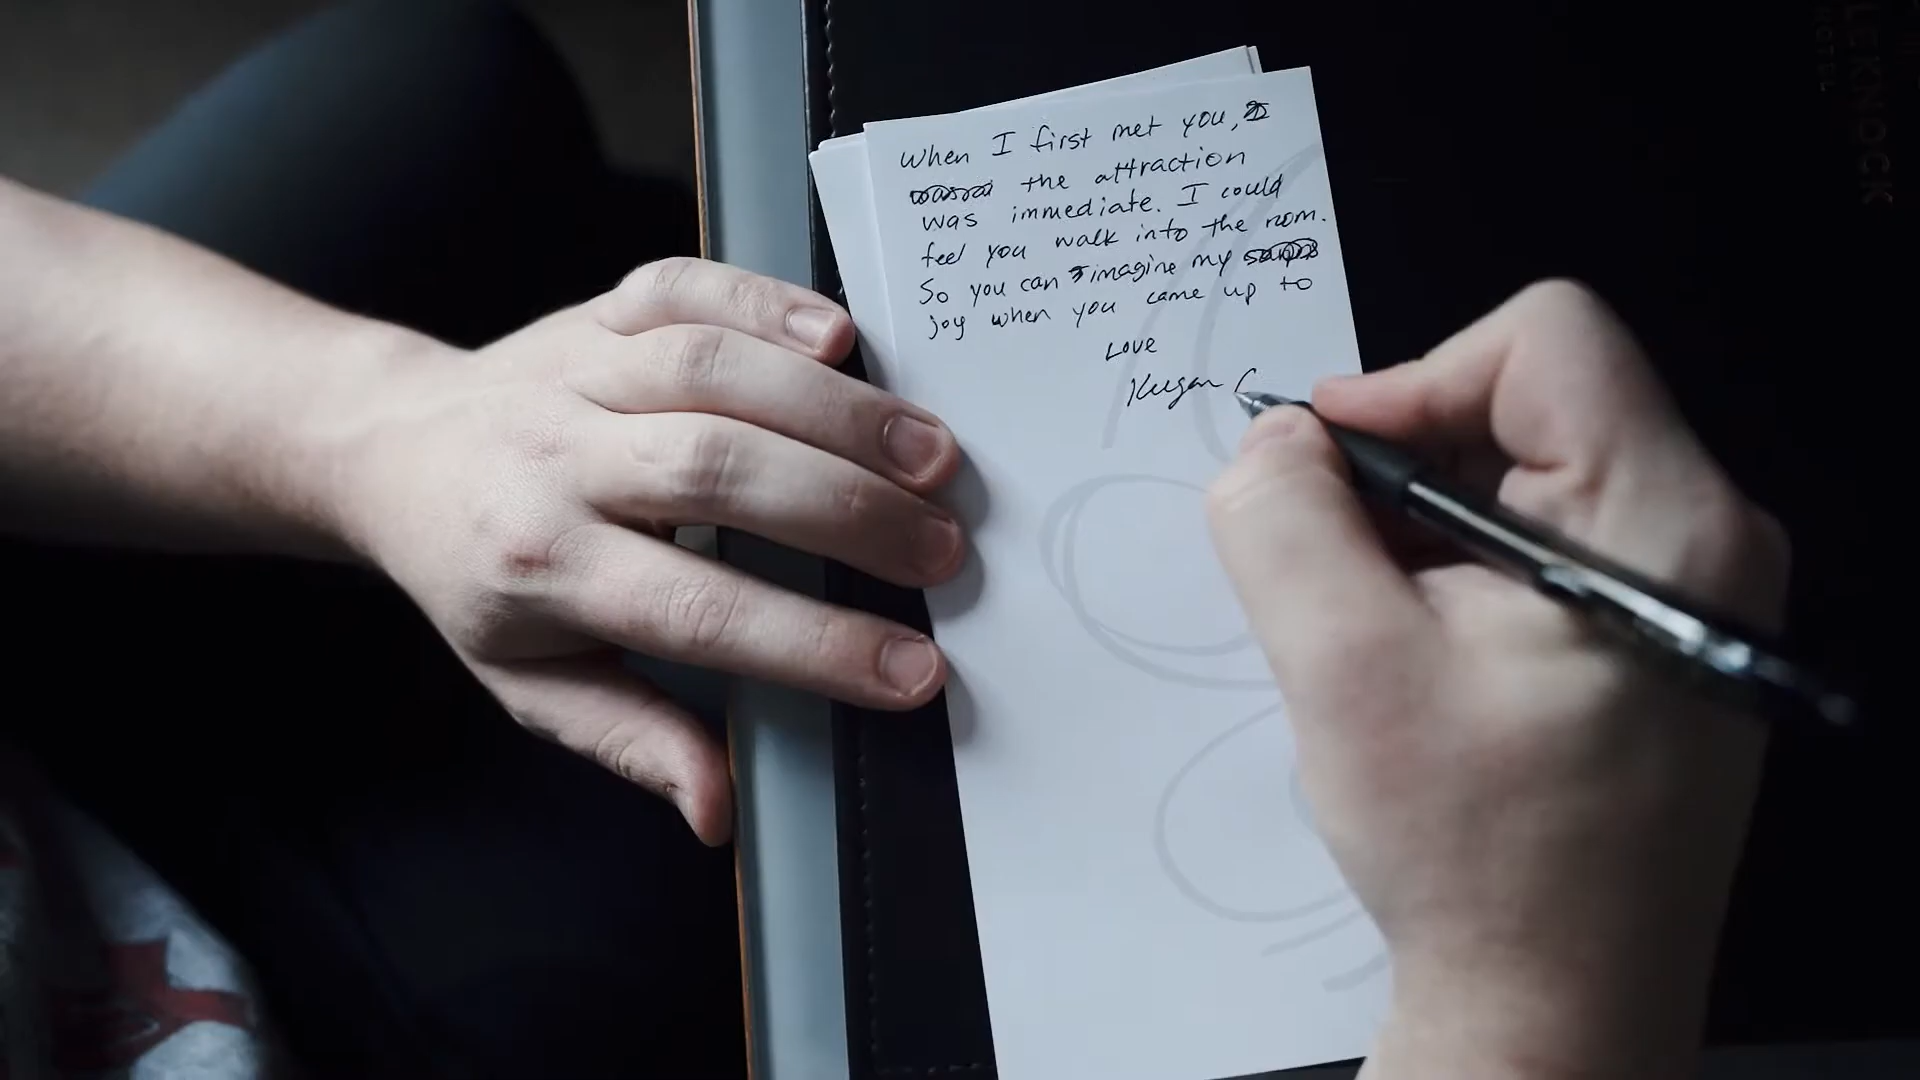 When I first met you,
the attraction
was immediate. I could
feel you walk into the room.
So you can imagine my
joy when you came up to
Love